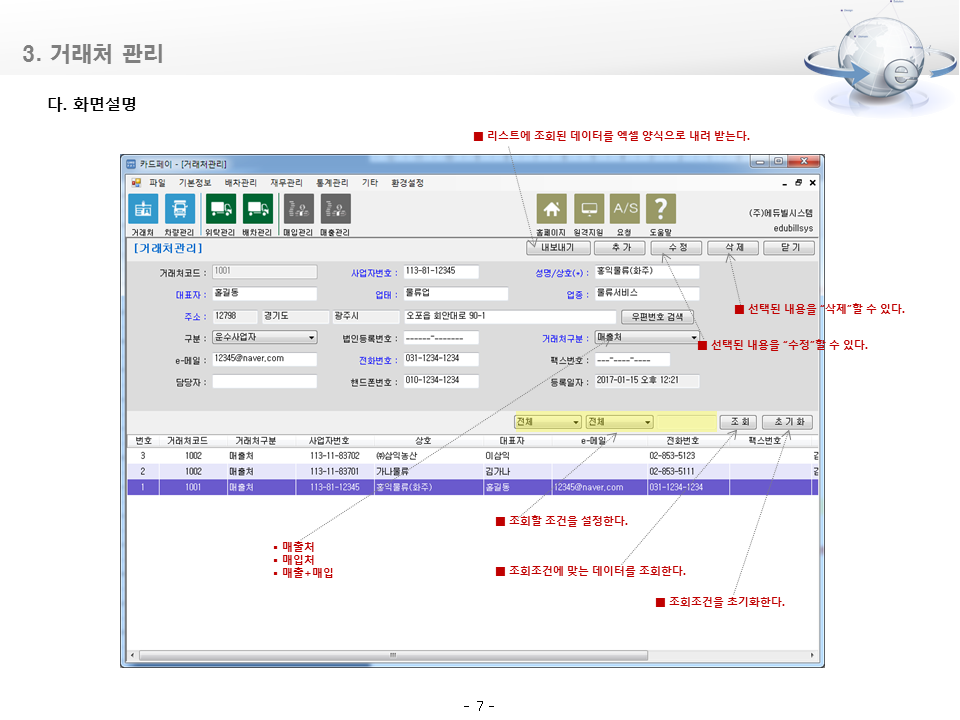 3. 거래처 관리
다. 화면설명
■ 리스트에 조회된 데이터를 엑셀 양식으로 내려 받는다.
카드페이 - [거래처관리]
파일 기본정보 배차관리 재무관리 통계관리 기타 환경설정
A/S ?
거래처 차량관리 위탁관리 배차관리 매입관리 매출관리 홈페이지 원격지원 요청 도움말
(주)에듀빌시스템
edubillsys
[거래처관리] 내보내기 추 가 수 정 삭 제 닫 기
거래처코드 : 1001 사업자번호 : 113-81-12345 성명/상호(*) : 홍익물류(화주)
대표자 : 홍길동 업태 : 물류업 업종 : 물류서비스
■ 선택된 내용을 "삭제"할 수 있다.
주소 : 12798 경기도 광주시 오포읍 회안대로 90-1 우편번호 검색
구분 : 운수사업자 법인등록번호 : ------_------- 거래처구분 : 매출처
■ 선택된 내용을 "수정"할 수 있다.
e-메일 : 12345@naver,com 전화번호 : 031-1234-1234 팩스번호 : ---_----_----
담당자 : 핸드폰번호 : 010-1234-1234 등록일자 : 2017-01-15 오후 12:21
전체 전체 조 회 초 기 화
번호 거래처코드 거래처구분 사업자번호 상호 대표자 e-메일 전화번호 팩스번호
3 1002 매출처 113-11-83702 ㈜삼익농산 이삼익 02-853-5123
2 1002 매출처 113-11-83701 가나물류 김가나 02-853-5111
1 1001 매출처 113-81-12345 홍익물류(화주) 홍길동 12345@naver,com 031-1234-1234
■ 조회할 조건을 설정한다.
▪ 매출처
▪ 매입처
▪ 매출+매입
■ 조회조건에 맞는 데이터를 조회한다.
■ 조회조건을 초기화한다.
- 7 -